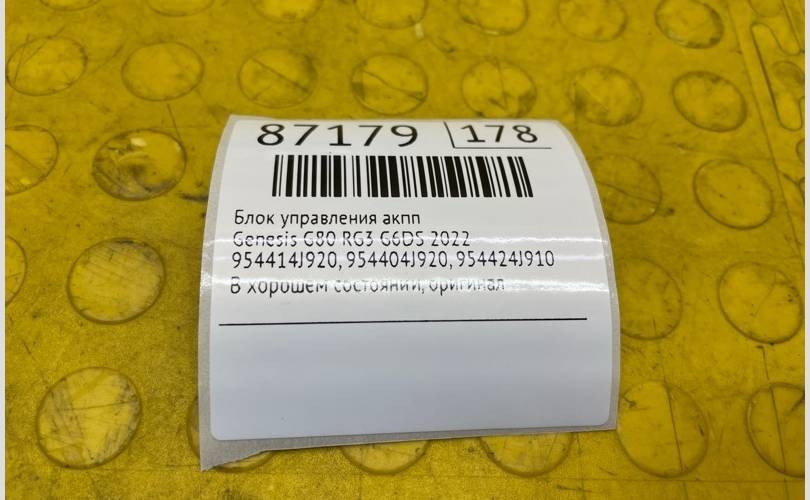 87179 178
Блок управления акпп
Genesis G80 RG3 G6DS 2022
954414J920, 954404J920, 954424J910
В хорошем состоянии, оригинал